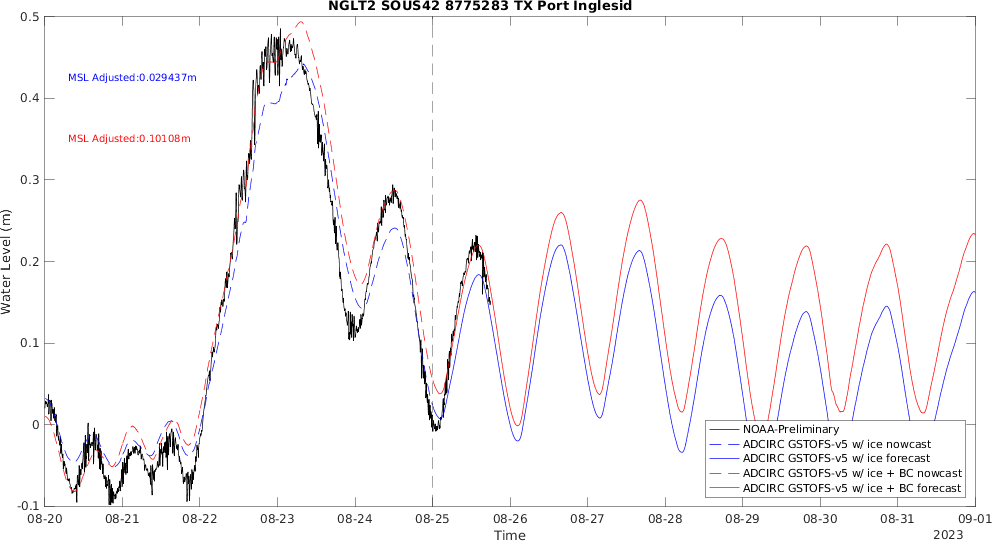 NGLT2 SOUS42 8775283 TX Port Inglesid
0.5
0.4
0.3
0.2
0.1
0
-0.1
Water Level (m)
MSL Adjusted:0.029437m
MSL Adjusted:0.10108m
NOAA-Preliminary
ADCIRC GSTOFS-v5 w/ ice nowcast
ADCIRC GSTOFS-v5 w/ ice forecast
ADCIRC GSTOFS-v5 w/ ice + BC nowcast
ADCIRC GSTOFS-v5 w/ ice + BC forecast
08-20 08-21 08-22 08-23 08-24 08-25 08-26 08-27 08-28 08-29 08-30 08-31 09-01
Time
2023